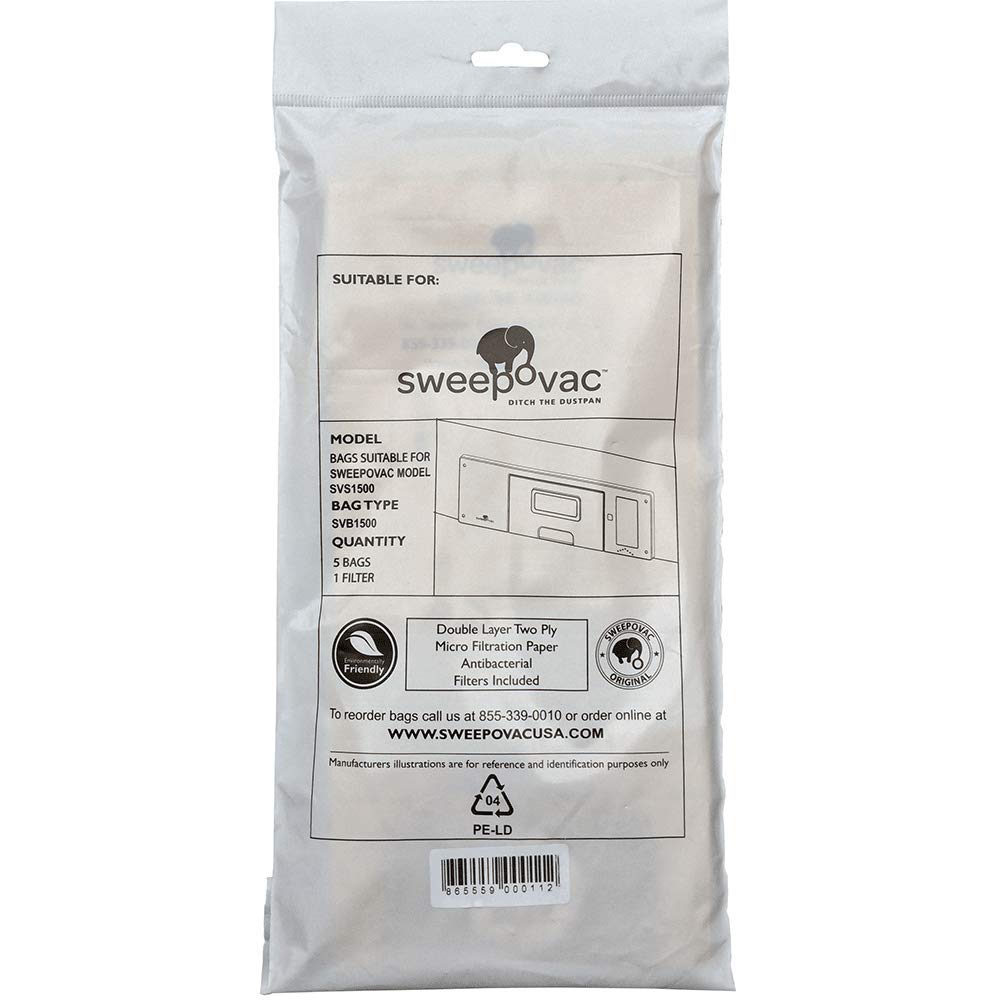 sweepovac
SUITABLE FOR:
sweepovac™
DITCH THE DUSTPAN
MODEL
BAGS SUITABLE FOR
SWEEPOVAC MODEL
SVS1500
BAG TYPE
SVB1500
QUANTITY
5 BAGS
1 FILTER
sweepovac
Environmentally
Friendly
Double Layer Two Ply
Micro Filtration Paper
Antibacterial
Filters Included
SWEEPOVAC
ORIGINAL
To reorder bags call us at 855-339-0010 or order online at
WWW.SWEEPOVACUSA.COM
Manufacturers illustrations are for reference and identification purposes only
04
PE-LD
865559 000112